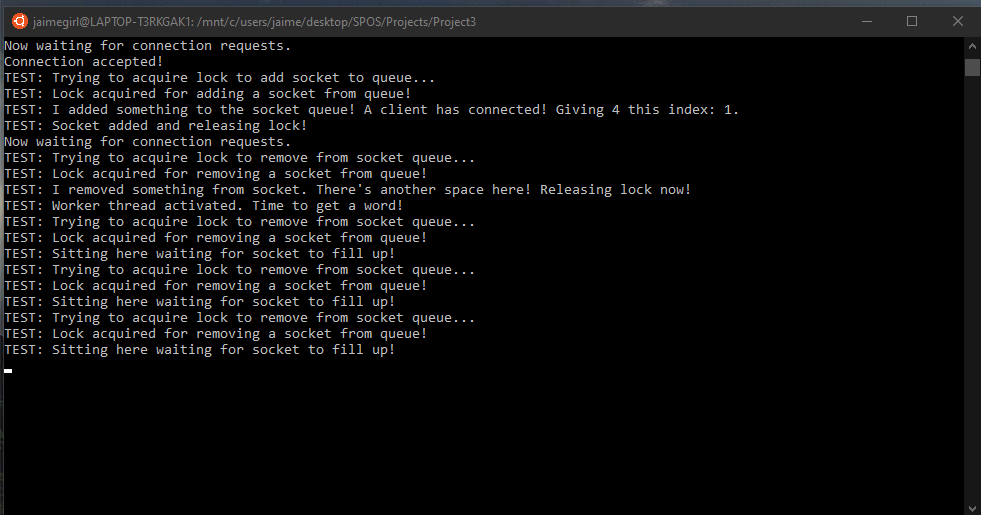 jaimegirl@LAPTOP-T3RKGAK1: /mnt/c/users/jaime/desktop/SPOS/Projects/Project3
Now waiting for connection requests.
Connection accepted!
TEST: Trying to acquire lock to add socket to queue...
TEST: Lock acquired for adding a socket from queue!
TEST: I added something to the socket queue! A client has connected! Giving 4 this index: 1.
TEST: Socket added and releasing lock!
Now waiting for connection requests.
TEST: Trying to acquire lock to remove from socket queue...
TEST: Lock acquired for removing a socket from queue!
TEST: I removed something from socket. There's another space here! Releasing lock now!
TEST: Worker thread activated. Time to get a word!
TEST: Trying to acquire lock to remove from socket queue...
TEST: Lock acquired for removing a socket from queue!
TEST: Sitting here waiting for socket to fill up!
TEST: Trying to acquire lock to remove from socket queue...
TEST: Lock acquired for removing a socket from queue!
TEST: Sitting here waiting for socket to fill up!
TEST: Trying to acquire lock to remove from socket queue...
TEST: Lock acquired for removing a socket from queue!
TEST: Sitting here waiting for socket to fill up!